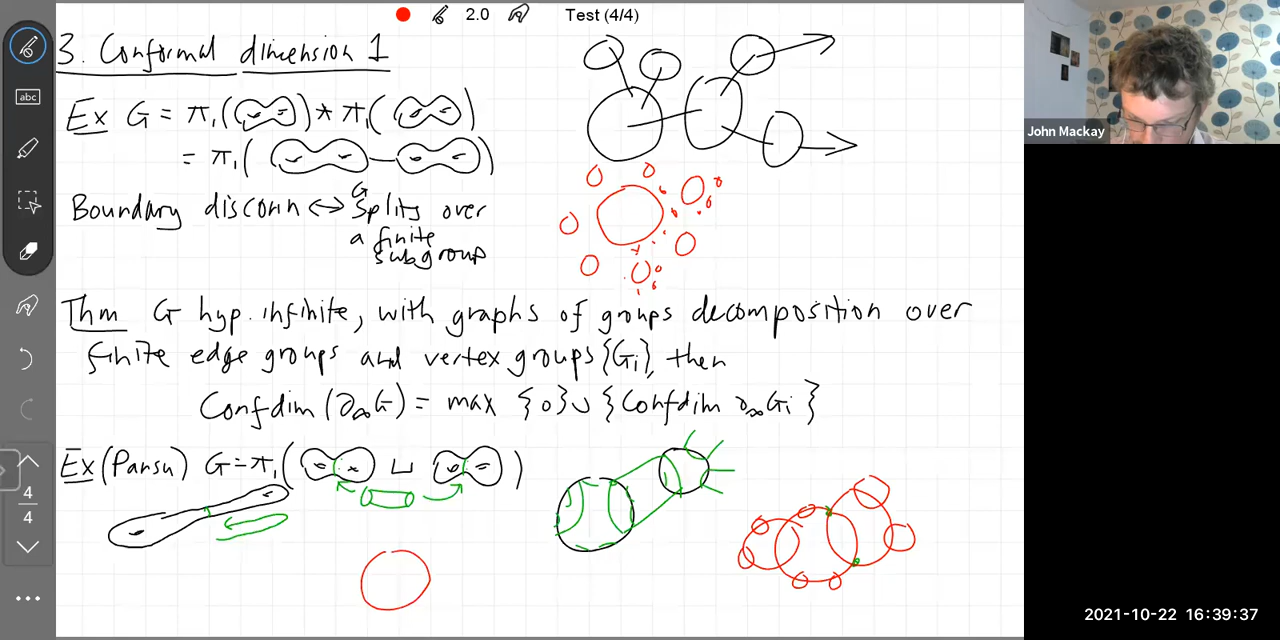 2.0 Test (4/4)
abc
3. Conformal dimension 1
Ex G = π₁( ) * π₁( )
= π₁( )
Boundary disconn ↔ G splits over
a finite
subgroup
Thm G hyp. infinite, with graphs of groups decomposition over
finite edge groups and vertex groups {Gi}, then
Confdim (∂∞G) = max {0} ∪ {Confdim ∂∞Gi}
Ex (Pansu) G = π₁( ⊔ )
4
4
John Mackay
2021-10-22 16:39:37